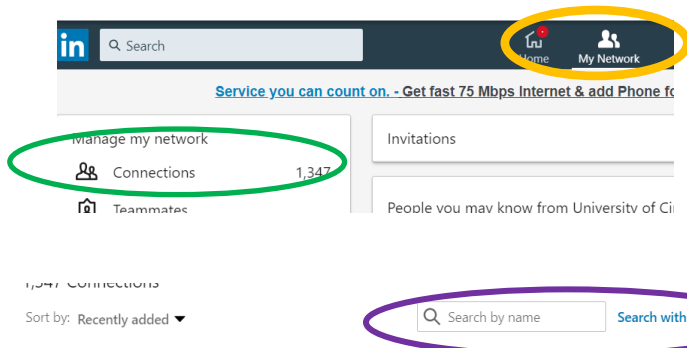 in Search
Home My Network
Service you can count on. - Get fast 75 Mbps Internet & add Phone fo
Manage my network
Invitations
Connections 1,347
Teammates
People you may know from University of Ci
1,347 Connections
Sort by: Recently added
Search by name
Search with